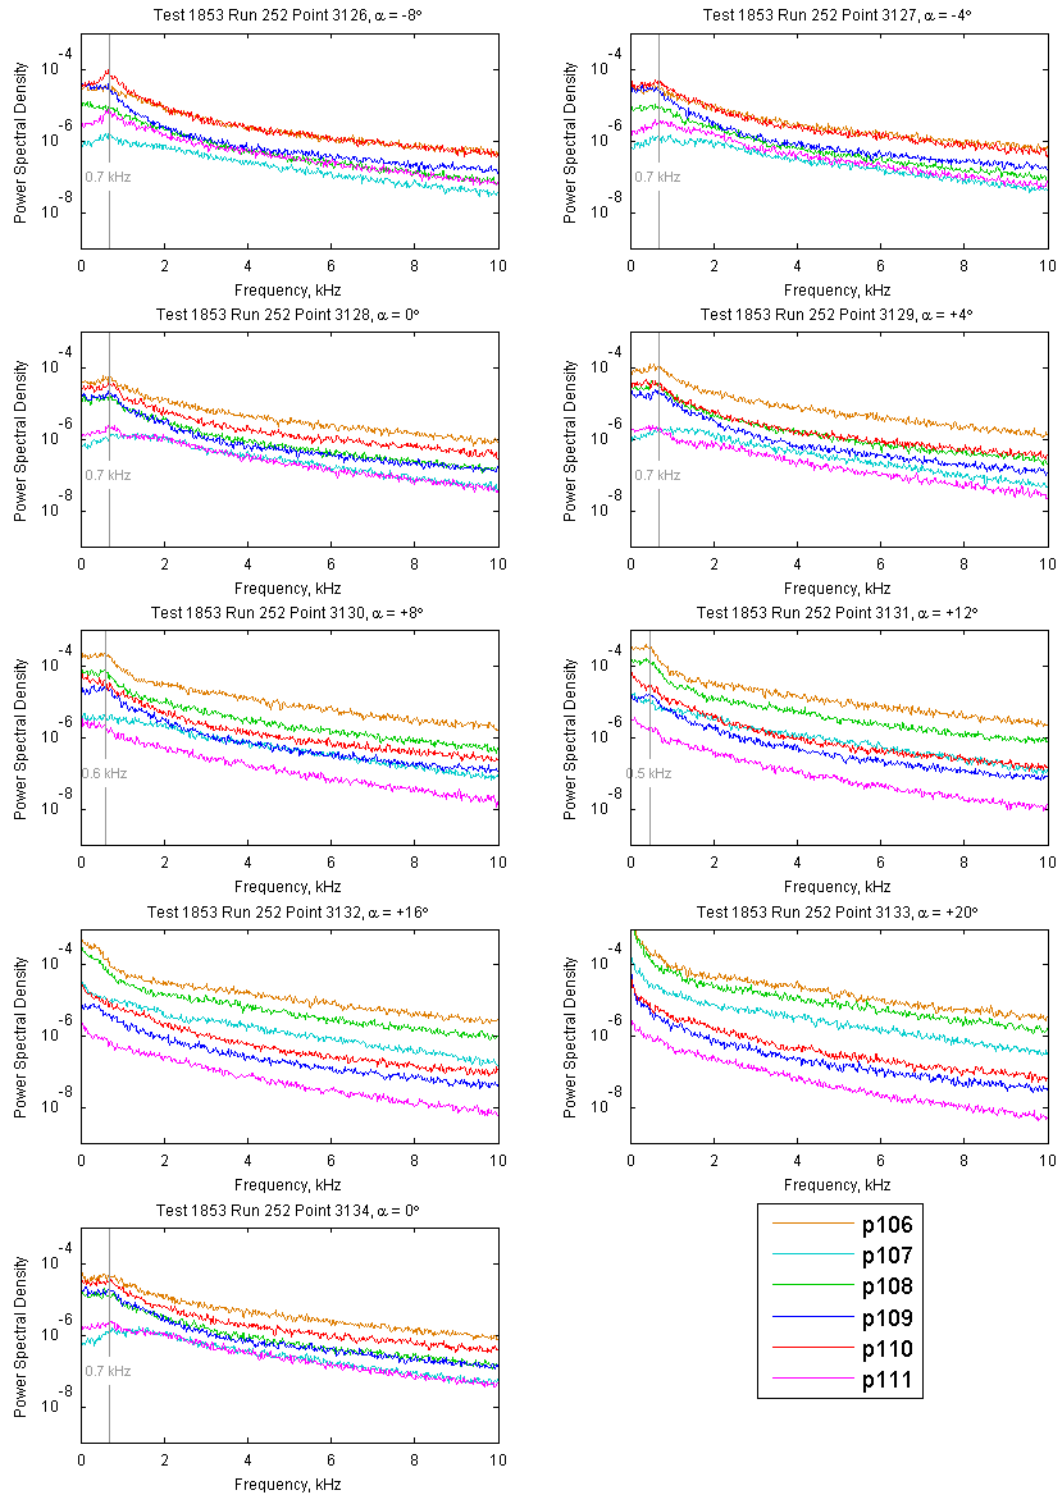 Test 1853 Run 252 Point 3126, α = -8°
Power Spectral Density
10-4
10-6
10-8
0.7 kHz
0 2 4 6 8 10
Frequency, kHz
Test 1853 Run 252 Point 3127, α = -4°
Power Spectral Density
10-4
10-6
10-8
0.7 kHz
0 2 4 6 8 10
Frequency, kHz
Test 1853 Run 252 Point 3128, α = 0°
Power Spectral Density
10-4
10-6
10-8
0.7 kHz
0 2 4 6 8 10
Frequency, kHz
Test 1853 Run 252 Point 3129, α = +4°
Power Spectral Density
10-4
10-6
10-8
0.7 kHz
0 2 4 6 8 10
Frequency, kHz
Test 1853 Run 252 Point 3130, α = +8°
Power Spectral Density
10-4
10-6
10-8
0.6 kHz
0 2 4 6 8 10
Frequency, kHz
Test 1853 Run 252 Point 3131, α = +12°
Power Spectral Density
10-4
10-6
10-8
0.5 kHz
0 2 4 6 8 10
Frequency, kHz
Test 1853 Run 252 Point 3132, α = +16°
Power Spectral Density
10-4
10-6
10-8
0 2 4 6 8 10
Frequency, kHz
Test 1853 Run 252 Point 3133, α = +20°
Power Spectral Density
10-4
10-6
10-8
0 2 4 6 8 10
Frequency, kHz
Test 1853 Run 252 Point 3134, α = 0°
Power Spectral Density
10-4
10-6
10-8
0.7 kHz
0 2 4 6 8 10
Frequency, kHz
p106
p107
p108
p109
p110
p111